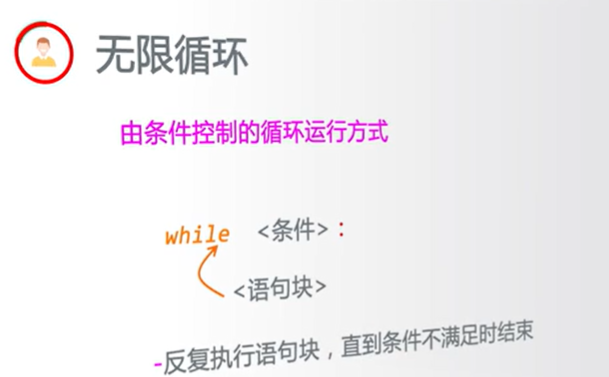 无限循环
由条件控制的循环运行方式
while <条件> :
<语句块>
-反复执行语句块，直到条件不满足时结束